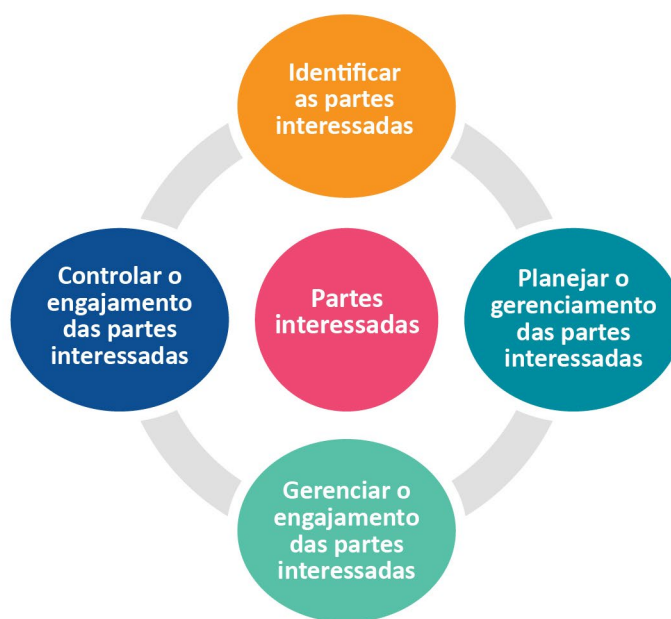 Identificar
as partes
interessadas
Controlar o
engajamento
das partes
interessadas
Partes
interessadas
Planejar o
gerenciamento
das partes
interessadas
Gerenciar o
engajamento
das partes
interessadas